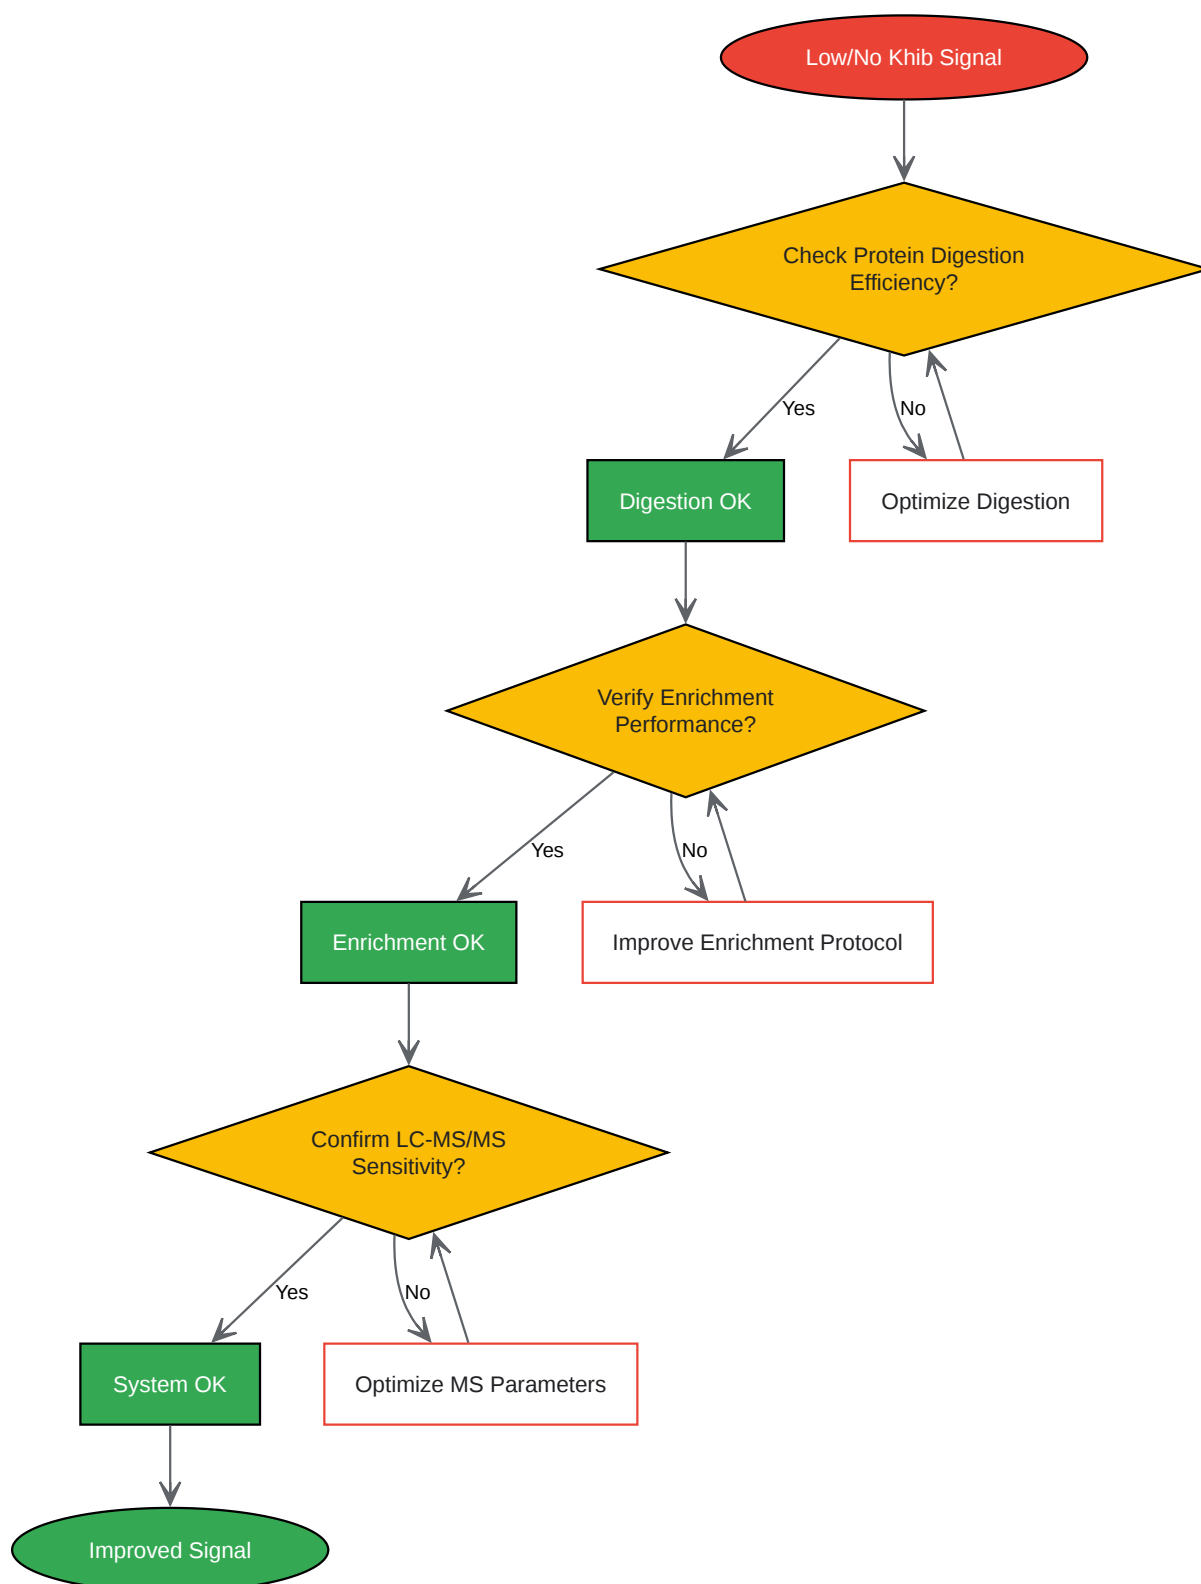 Low/No Khib Signal
Check Protein Digestion
Efficiency?
Yes
No
Digestion OK
Optimize Digestion
Verify Enrichment
Performance?
Yes
No
Enrichment OK
Improve Enrichment Protocol
Confirm LC-MS/MS
Sensitivity?
Yes
No
System OK
Optimize MS Parameters
Improved Signal